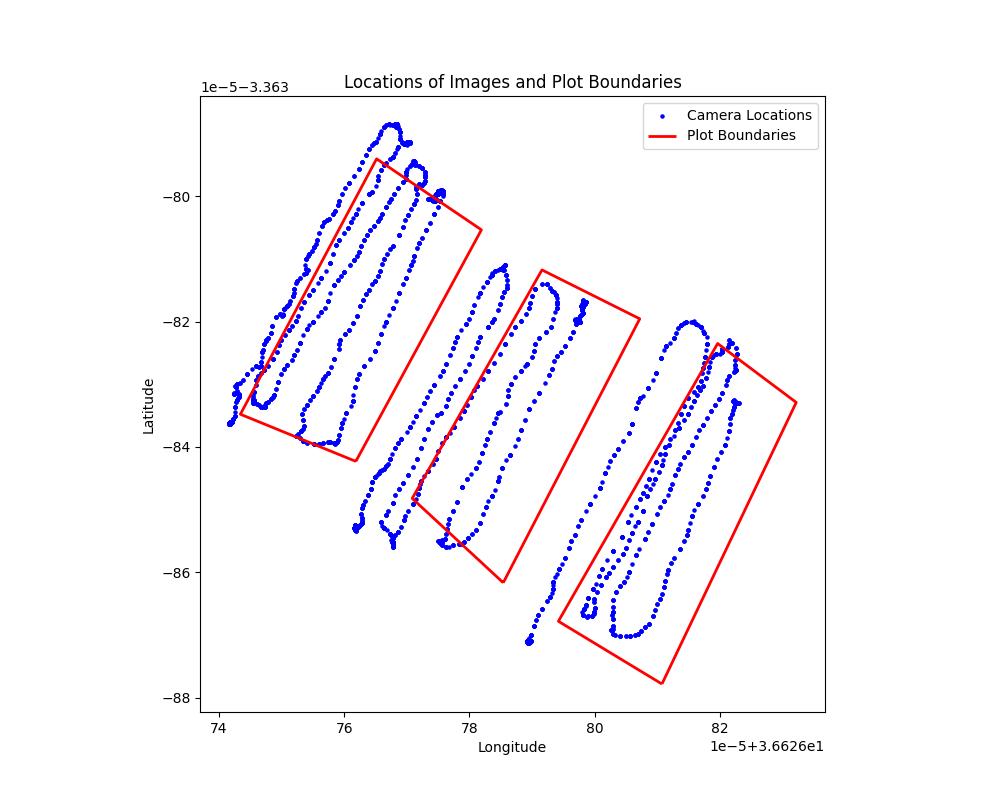 Locations of Images and Plot Boundaries
1e−5−3.363
Camera Locations
Plot Boundaries
−80
−82
−84
−86
−88
Latitude
74 76 78 80 82
Longitude
1e−5+3.6626e1